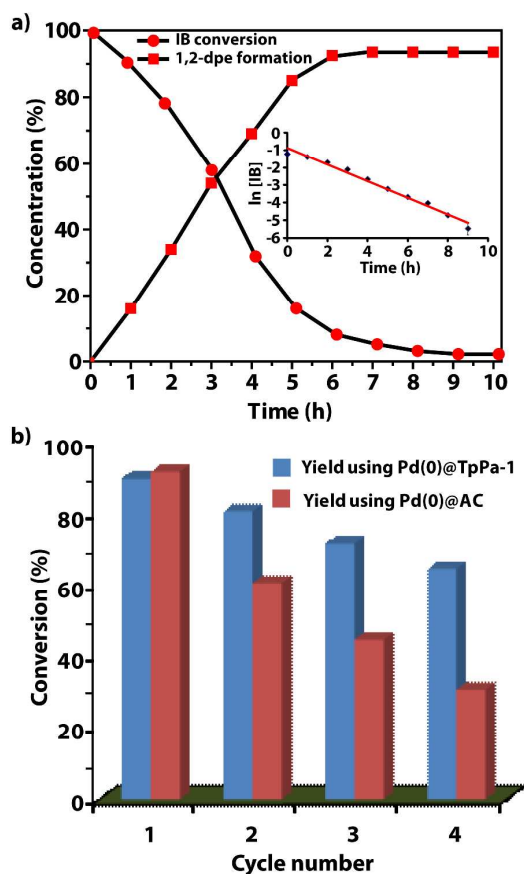 a)
100
80
60
40
20
0
Concentration (%)
IB conversion
1,2-dpe formation
ln [IB]
0
-1
-2
-3
-4
-5
-6
0 2 4 6 8 10
Time (h)
0 1 2 3 4 5 6 7 8 9 10
Time (h)
b)
100
80
60
40
20
0
Conversion (%)
Yield using Pd(0)@TpPa-1
Yield using Pd(0)@AC
1 2 3 4
Cycle number